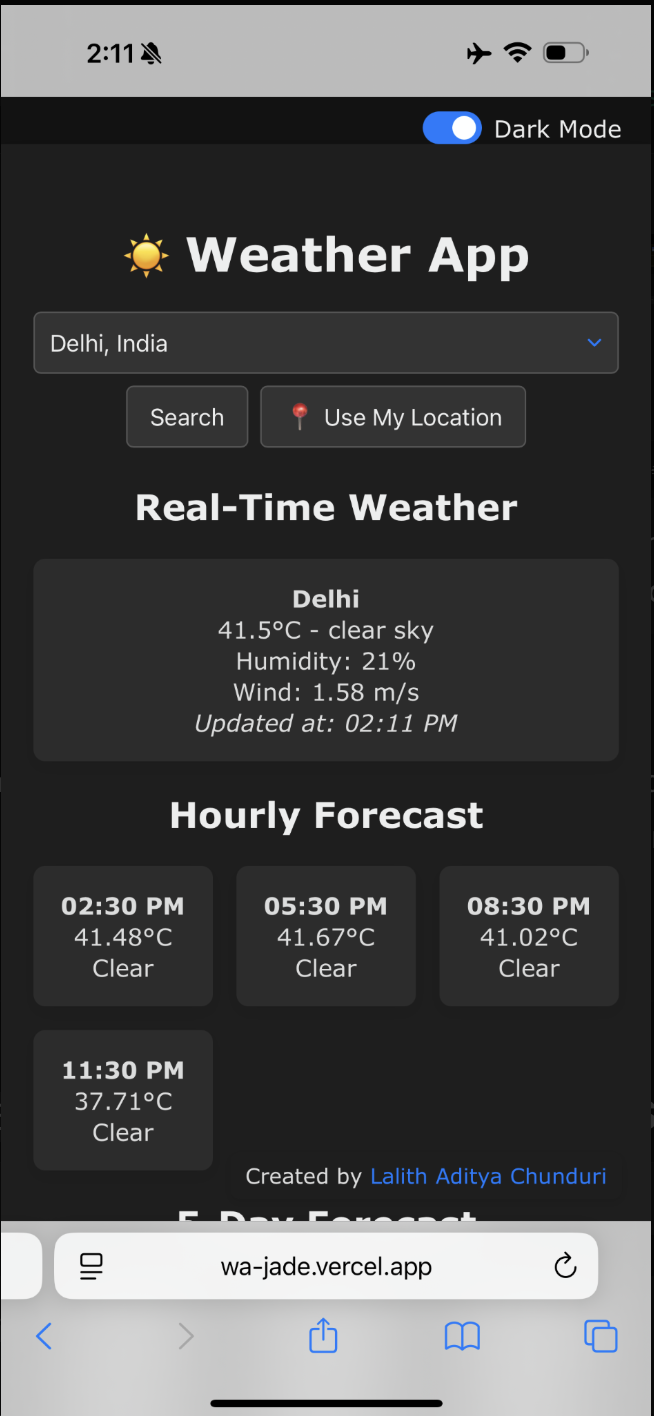 2:11
Dark Mode
Weather App
Delhi, India
Search
Use My Location
Real-Time Weather
Delhi
41.5°C - clear sky
Humidity: 21%
Wind: 1.58 m/s
Updated at: 02:11 PM
Hourly Forecast
02:30 PM
41.48°C
Clear
05:30 PM
41.67°C
Clear
08:30 PM
41.02°C
Clear
11:30 PM
37.71°C
Clear
Created by Lalith Aditya Chunduri
5-Day Forecast
wa-jade.vercel.app